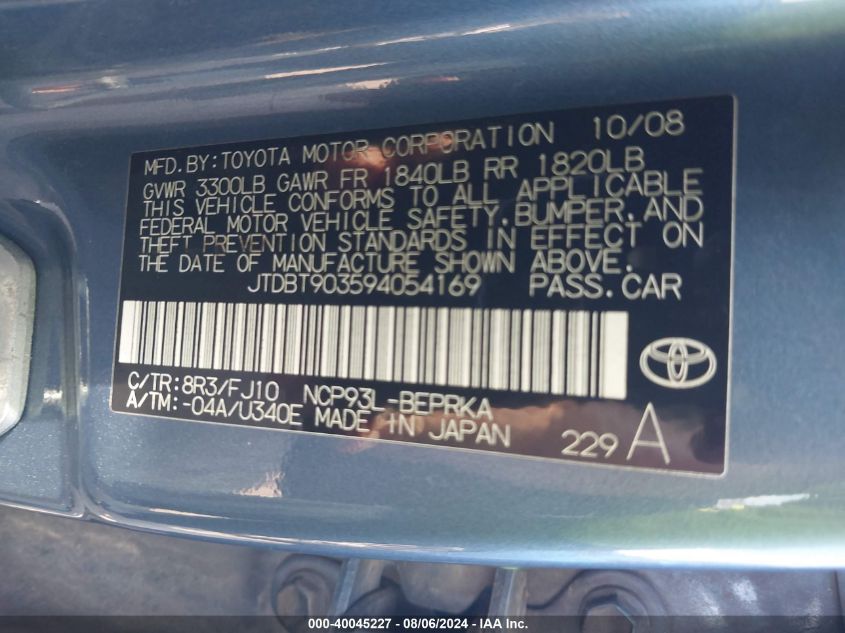 MFD. BY: TOYOTA MOTOR CORPORATION 10/08
GVWR 3300LB GAWR FR 1840LB RR 1820LB
THIS VEHICLE CONFORMS TO ALL APPLICABLE
FEDERAL MOTOR VEHICLE SAFETY, BUMPER, AND
THEFT PREVENTION STANDARDS IN EFFECT ON
THE DATE OF MANUFACTURE SHOWN ABOVE.
JTDBT903594054169 PASS. CAR
C/TR: 8R3/FJ10 NCP93L-BEPRKA
A/TM: -04A/U340E MADE IN JAPAN
229 A
000-40045227 - 08/06/2024 - IAA Inc.